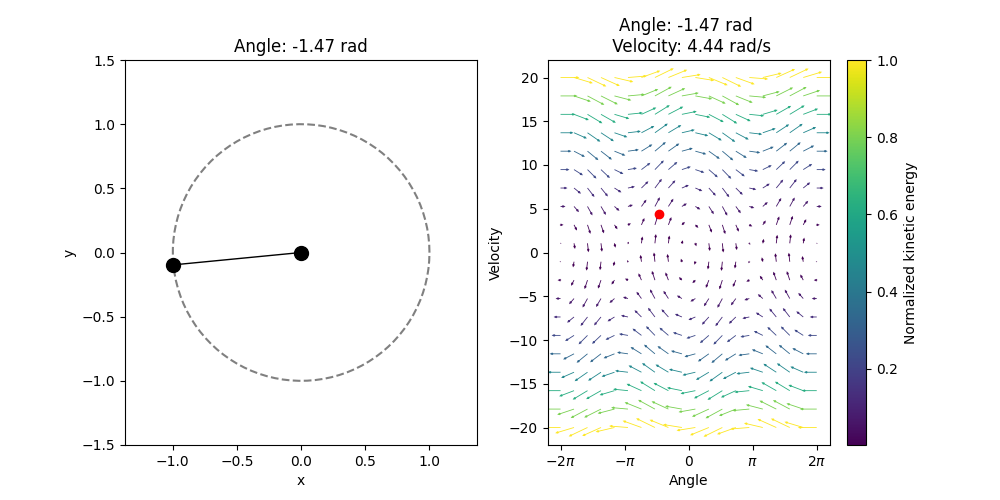 Angle: -1.47 rad
1.5
1.0
0.5
0.0
−0.5
−1.0
−1.5
y
−1.0 −0.5 0.0 0.5 1.0
x
Angle: -1.47 rad
Velocity: 4.44 rad/s
20
15
10
5
0
−5
−10
−15
−20
Velocity
−2π −π 0 π 2π
Angle
1.0
0.8
0.6
0.4
0.2
Normalized kinetic energy